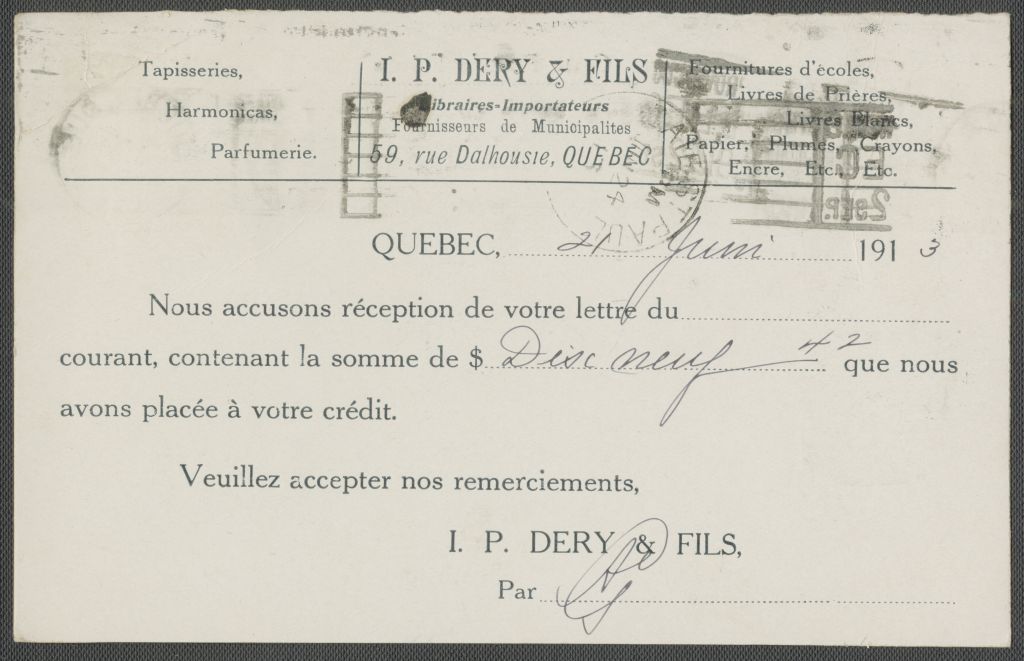 Tapisseries,
Harmonicas,
Parfumerie.
I. P. DERY & FILS
Libraires-Importateurs
Fournisseurs de Municipalites
59, rue Dalhousie, QUEBEC
Fournitures d'écoles,
Livres de Prières,
Livres Blancs,
Papier, Plumes, Crayons,
Encre, Etc., Etc.
QUEBEC, 21 Juin 1913
Nous accusons réception de votre lettre du
courant, contenant la somme de $ Disc neuf 42 que nous
avons placée à votre crédit.
Veuillez accepter nos remerciements,
I. P. DERY & FILS,
Par